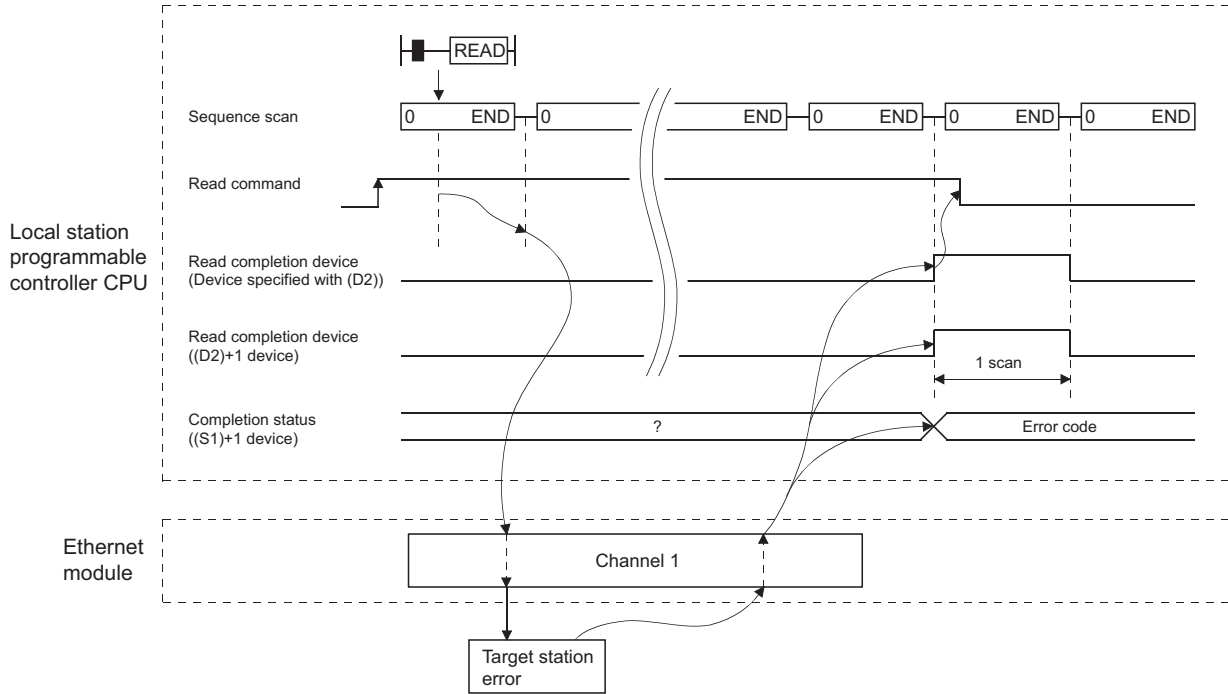 READ
Sequence scan
0 END 0 END 0 END 0 END 0 END
Read command
Local station
programmable
controller CPU
Read completion device
(Device specified with (D2))
Read completion device
((D2)+1 device)
1 scan
Completion status
((S1)+1 device)
?
Error code
Ethernet
module
Channel 1
Target station
error